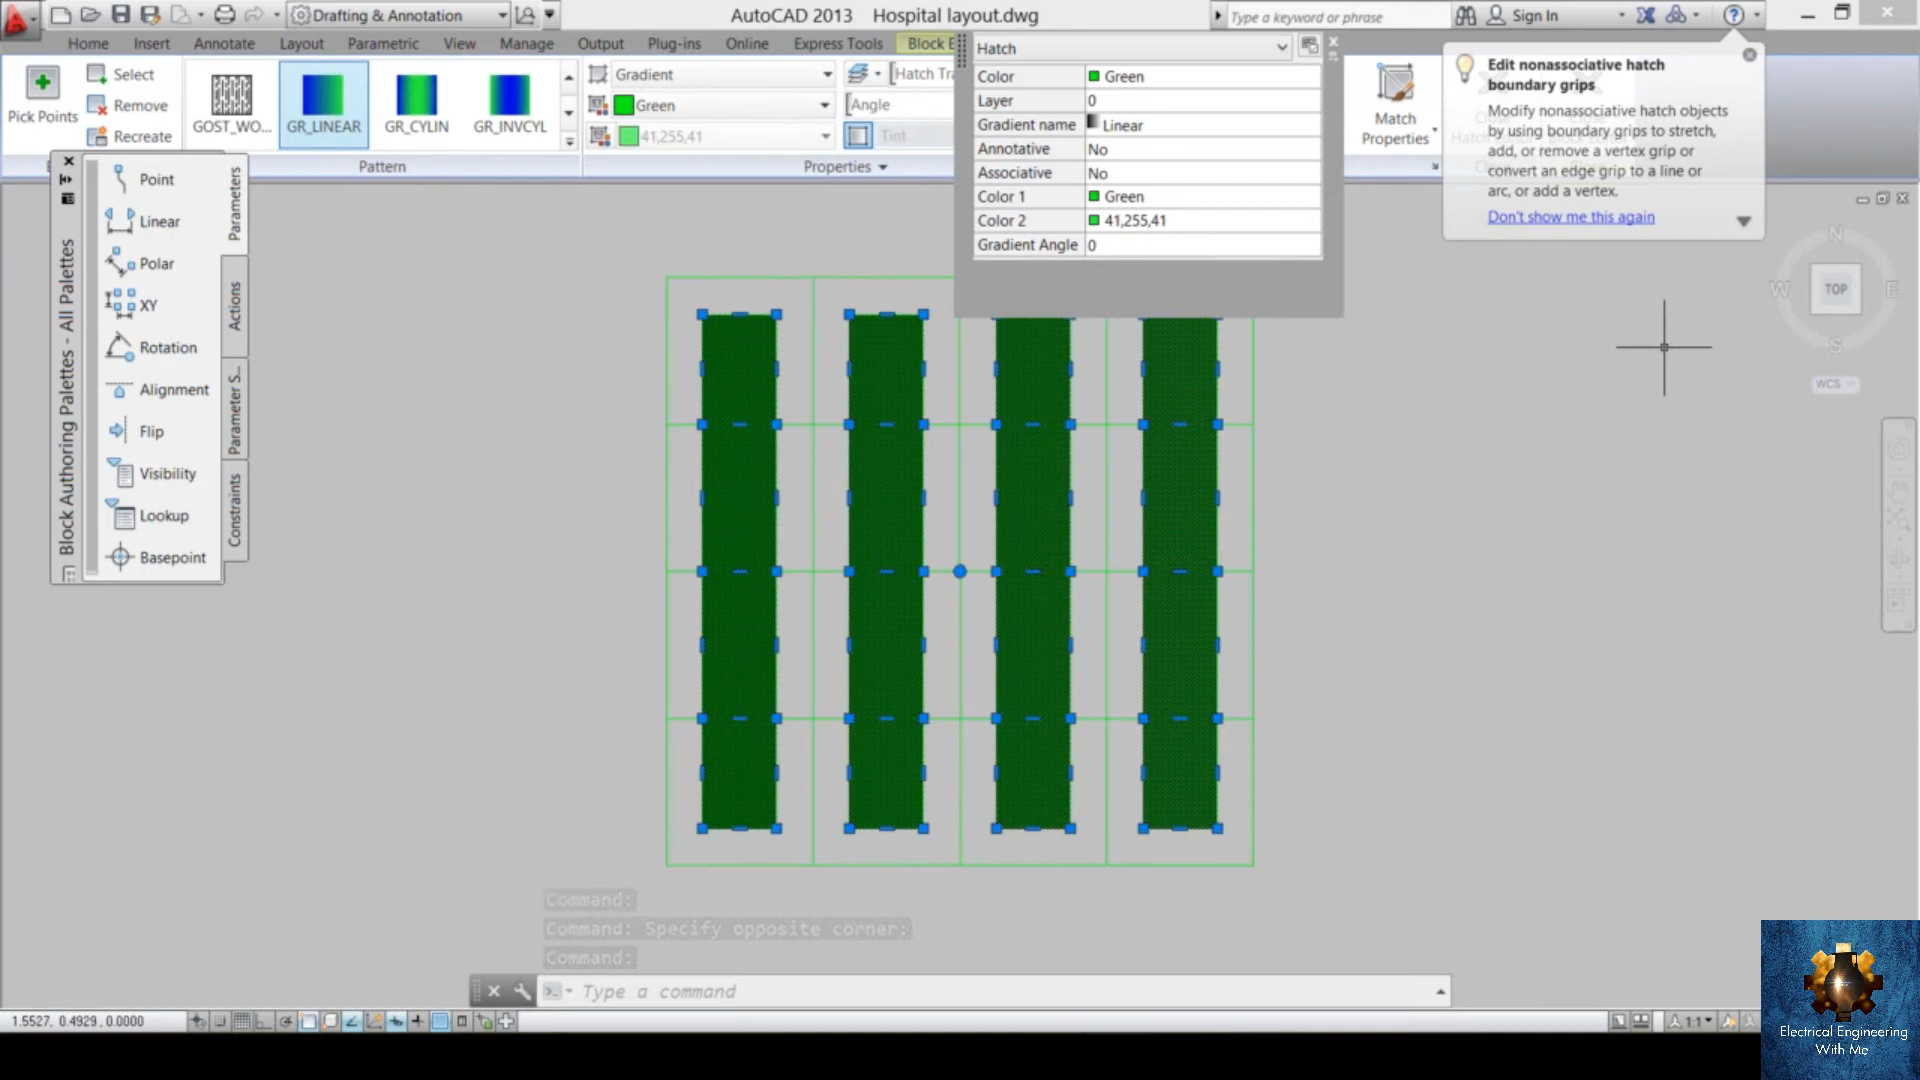 Drafting & Annotation
AutoCAD 2013 Hospital layout.dwg
Type a keyword or phrase
Sign In
Home Insert Annotate Layout Parametric View Manage Output Plug-ins Online Express Tools Block E
Pick Points
Select
Remove
Recreate
GOST_WO...
GR_LINEAR
GR_CYLIN
GR_INVCYL
Pattern
Gradient
Green
41,255,41
Hatch Tra
Angle
Tint
Properties
Hatch
Color Green
Layer 0
Gradient name Linear
Annotative No
Associative No
Color 1 Green
Color 2 41,255,41
Gradient Angle 0
Match
Properties
Edit nonassociative hatch
boundary grips
Modify nonassociative hatch objects
by using boundary grips to stretch,
add, or remove a vertex grip or
convert an edge grip to a line or
arc, or add a vertex.
Don't show me this again
Block Authoring Palettes - All Palettes
Point
Linear
Polar
XY
Rotation
Alignment
Flip
Visibility
Lookup
Basepoint
Parameters
Actions
Parameter S...
Constraints
N
W
TOP
E
S
WCS
Command:
Command: Specify opposite corner:
Command:
Type a command
1.5527, 0.4929, 0.0000
1:1
Electrical Engineering
With Me